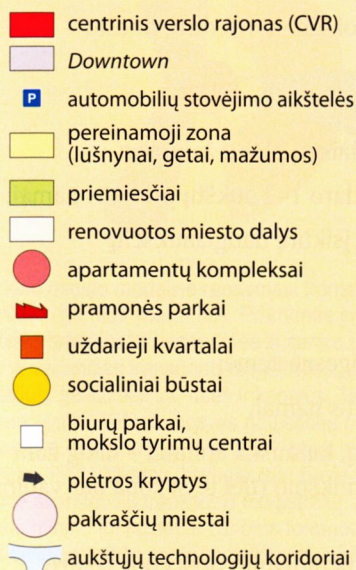 centrinis verslo rajonas (CVR)
Downtown
P automobilių stovėjimo aikštelės
pereinamoji zona
(lūšnynai, getai, mažumos)
priemiesčiai
renovuotos miesto dalys
apartamentų kompleksai
pramonės parkai
uždarieji kvartalai
socialiniai būstai
biurų parkai,
mokslo tyrimų centrai
plėtros kryptys
pakraščių miestai
aukštųjų technologijų koridoriai